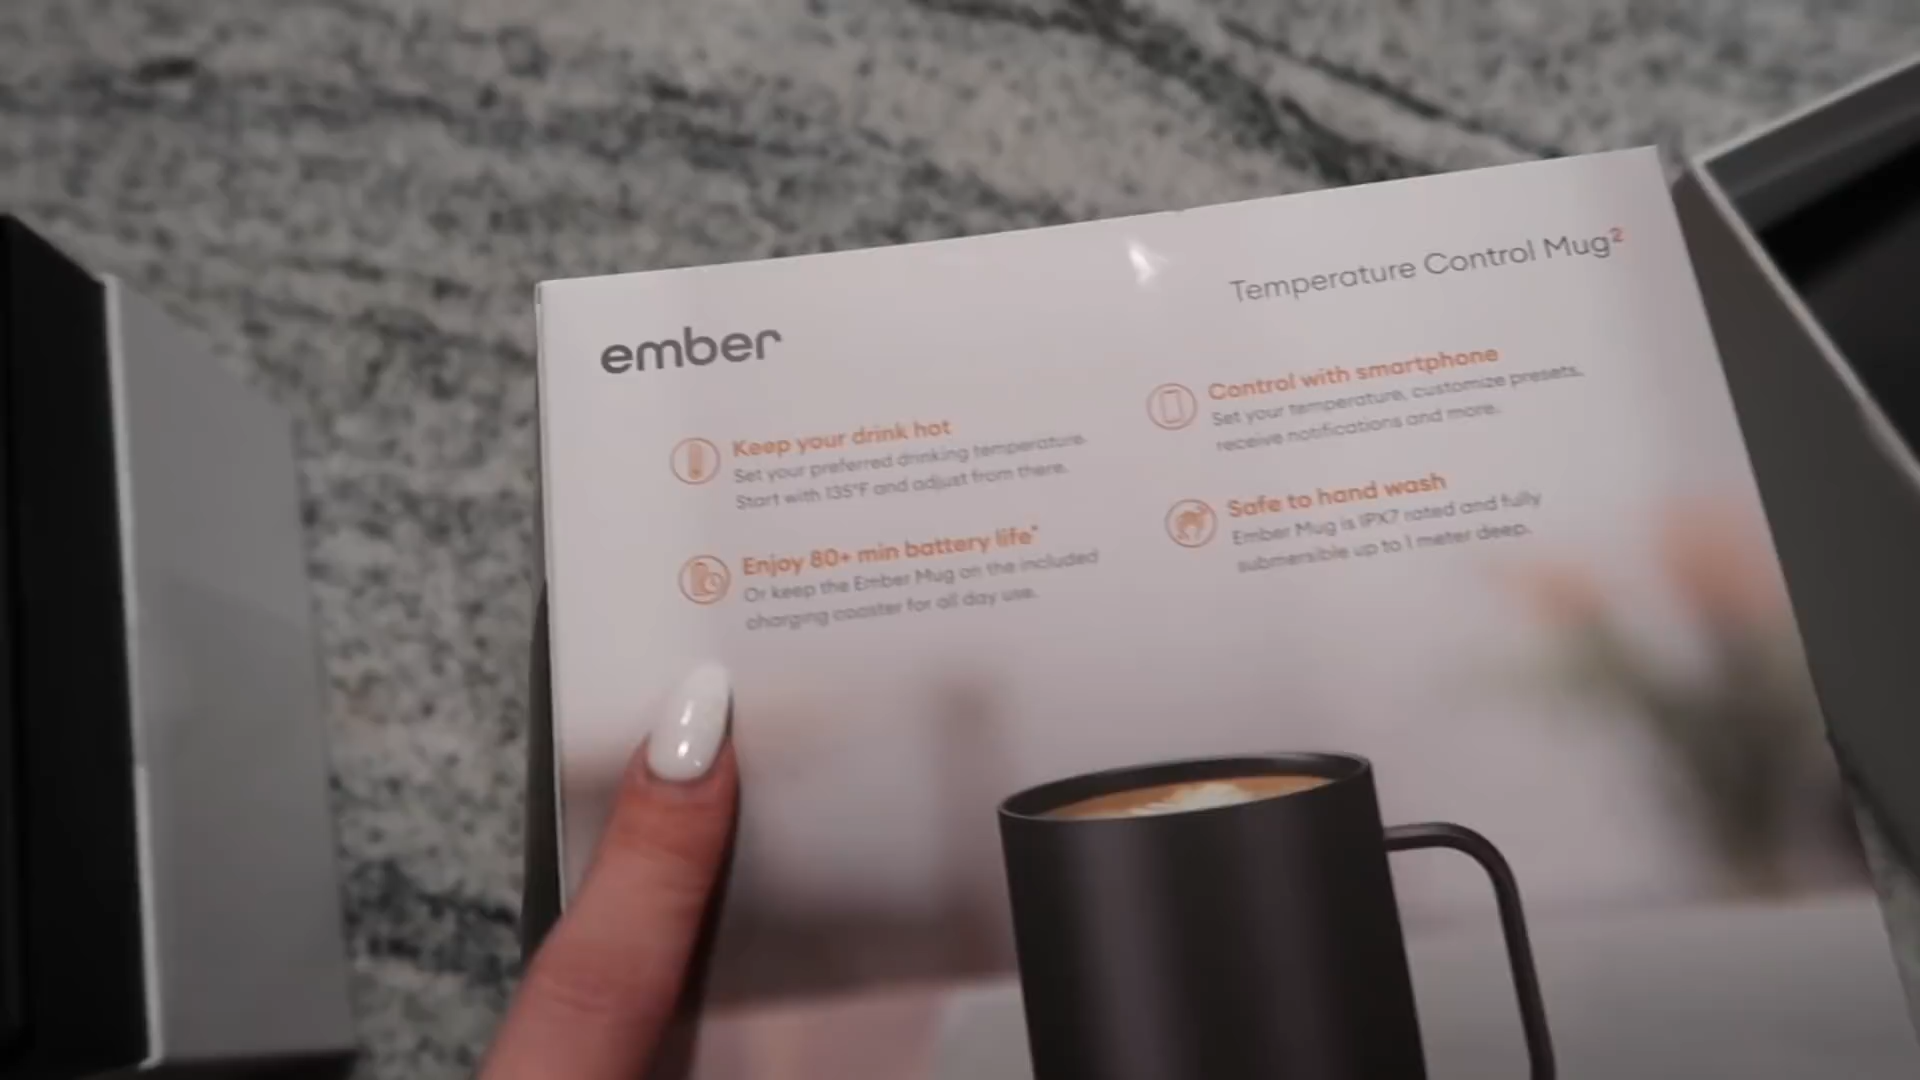 ember
Temperature Control Mug²
Keep your drink hot
Set your preferred drinking temperature.
Start with 135°F and adjust from there.
Enjoy 80+ min battery life*
Or keep the Ember Mug on the included
charging coaster for all day use.
Control with smartphone
Set your temperature, customize presets,
receive notifications and more.
Safe to hand wash
Ember Mug is IPX7 rated and fully
submersible up to 1 meter deep.